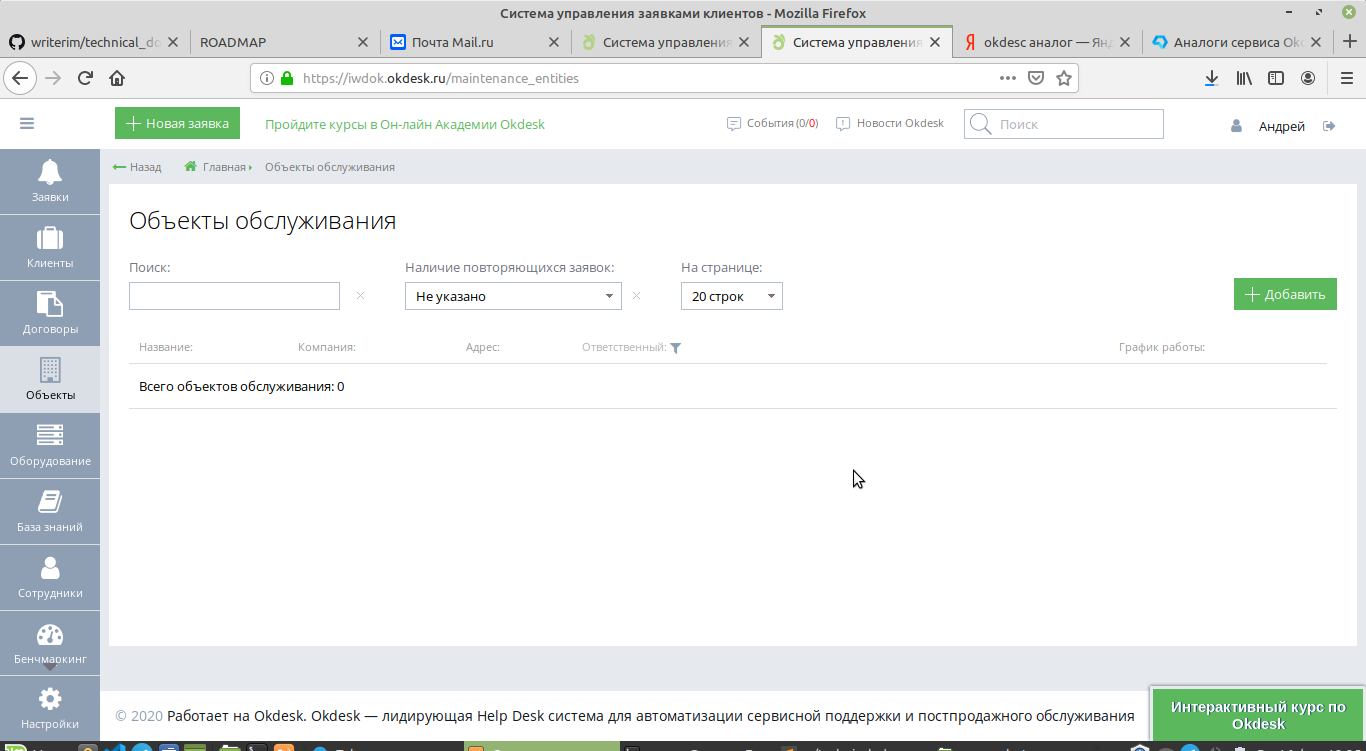 Система управления заявками клиентов - Mozilla Firefox
writerim/technical_do
ROADMAP
Почта Mail.ru
Система управления
Система управления
okdesc аналог — Янд
Аналоги сервиса Okd
https://iwdok.okdesk.ru/maintenance_entities
Новая заявка
Пройдите курсы в Он-лайн Академии Okdesk
События (0/0)
Новости Okdesk
Поиск
Андрей
Назад
Главная
Объекты обслуживания
Заявки
Клиенты
Договоры
Объекты
Оборудование
База знаний
Сотрудники
Бенчмаркинг
Настройки
Объекты обслуживания
Поиск:
Наличие повторяющихся заявок:
На странице:
Не указано
20 строк
Добавить
Название:
Компания:
Адрес:
Ответственный:
График работы:
Всего объектов обслуживания: 0
© 2020 Работает на Okdesk. Okdesk — лидирующая Help Desk система для автоматизации сервисной поддержки и постпродажного обслуживания
Интерактивный курс по
Okdesk